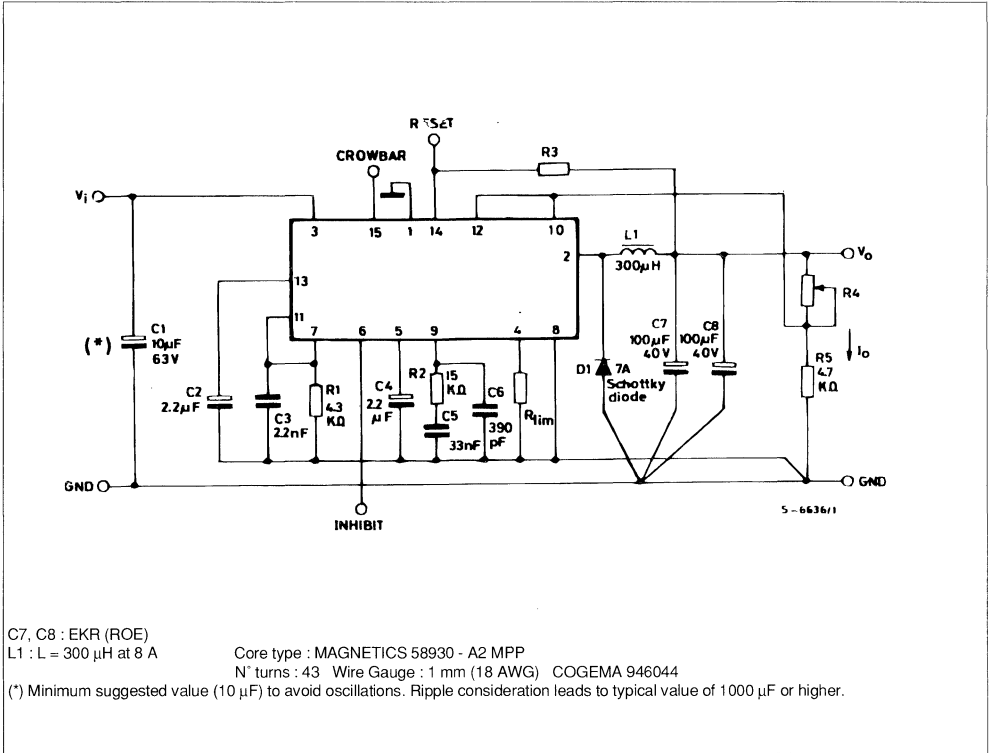 RESET
R3
CROWBAR
Vi
3
15
1
14
12
10
L1
2
300µH
Vo
13
R4
11
7
6
5
9
4
8
C1
10µF
63V
(*)
C7
100µF
40V
C8
100µF
40V
Io
R5
4.7
KΩ
D1
7A
Schottky
diode
C2
2.2µF
C3
2.2nF
R1
4.3
KΩ
C4
2.2
µF
R2
15
KΩ
C5
33nF
C6
390
pF
Rlim
GND
GND
INHIBIT
S-6636/1
C7, C8 : EKR (ROE)
L1 : L = 300 µH at 8 A Core type : MAGNETICS 58930 - A2 MPP
N° turns : 43 Wire Gauge : 1 mm (18 AWG) COGEMA 946044
(*) Minimum suggested value (10 µF) to avoid oscillations. Ripple consideration leads to typical value of 1000 µF or higher.